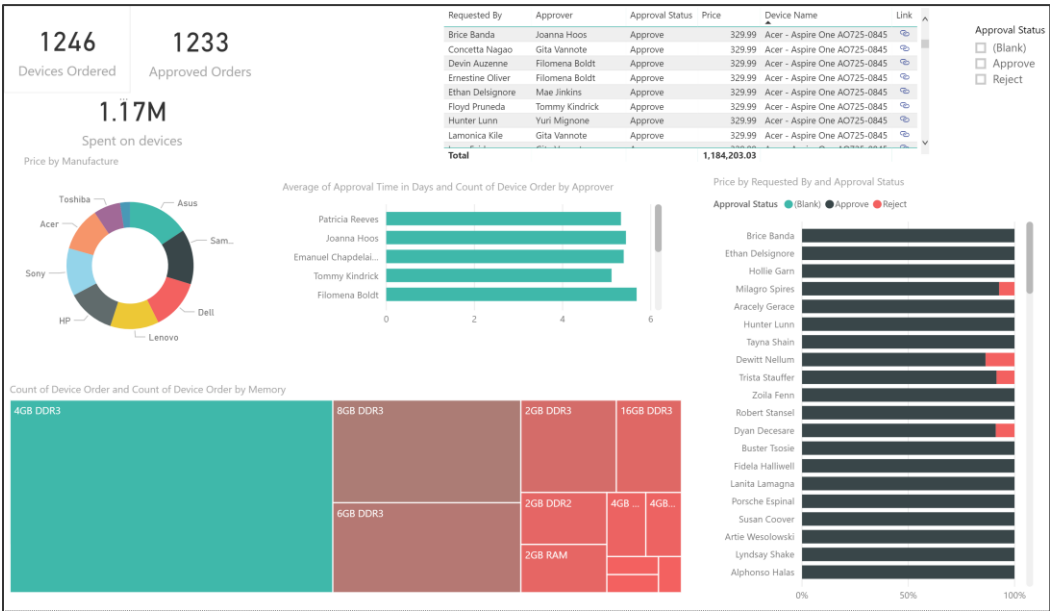 1246
Devices Ordered
1233
Approved Orders
1.17M
Spent on devices
Requested By Approver Approval Status Price Device Name Link
Brice Banda Joanna Hoos Approve 329.99 Acer - Aspire One AO725-0845
Concetta Nagao Gita Vannote Approve 329.99 Acer - Aspire One AO725-0845
Devin Auzenne Filomena Boldt Approve 329.99 Acer - Aspire One AO725-0845
Ernestine Oliver Filomena Boldt Approve 329.99 Acer - Aspire One AO725-0845
Ethan Delsignore Mae Jinkins Approve 329.99 Acer - Aspire One AO725-0845
Floyd Pruneda Tommy Kindrick Approve 329.99 Acer - Aspire One AO725-0845
Hunter Lunn Yuri Mignone Approve 329.99 Acer - Aspire One AO725-0845
Lamonica Kile Gita Vannote Approve 329.99 Acer - Aspire One AO725-0845
Total 1,184,203.03
Approval Status
(Blank)
Approve
Reject
Price by Manufacture
Toshiba
Asus
Acer
Sam...
Sony
Dell
HP
Lenovo
Average of Approval Time in Days and Count of Device Order by Approver
Patricia Reeves
Joanna Hoos
Emanuel Chapdelai...
Tommy Kindrick
Filomena Boldt
0 2 4 6
Price by Requested By and Approval Status
Approval Status (Blank) Approve Reject
Brice Banda
Ethan Delsignore
Hollie Garn
Milagro Spires
Aracely Gerace
Hunter Lunn
Tayna Shain
Dewitt Nellum
Trista Stauffer
Zoila Fenn
Robert Stansel
Dyan Decesare
Buster Tsosie
Fidela Halliwell
Lanita Lamagna
Porsche Espinal
Susan Coover
Artie Wesolowski
Lyndsay Shake
Alphonso Halas
0% 50% 100%
Count of Device Order and Count of Device Order by Memory
4GB DDR3
8GB DDR3
6GB DDR3
2GB DDR3
16GB DDR3
2GB DDR2
4GB ...
4GB...
2GB RAM